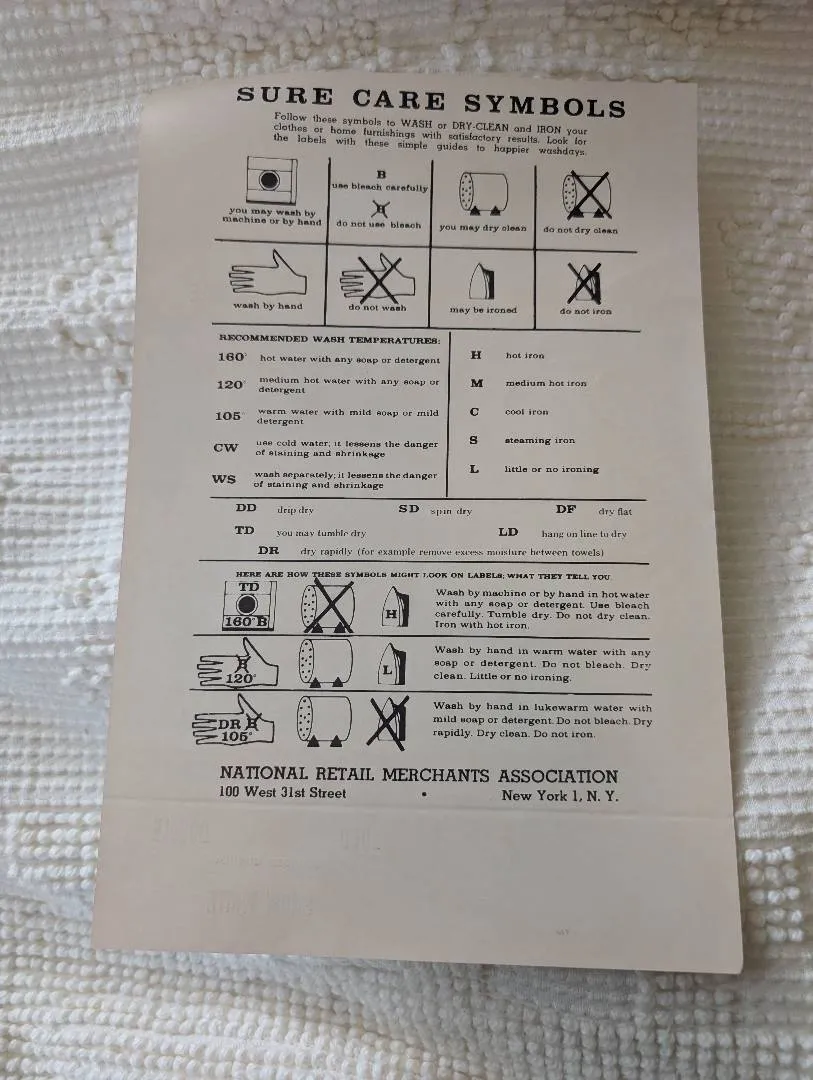 SURE CARE SYMBOLS
Follow these symbols to WASH or DRY-CLEAN and IRON your
clothes or home furnishings with satisfactory results. Look for
the labels with these simple guides to happier washdays.
you may wash by
machine or by hand
B
use bleach carefully
B
do not use bleach
you may dry clean
do not dry clean
wash by hand
do not wash
may be ironed
do not iron
RECOMMENDED WASH TEMPERATURES:
160° hot water with any soap or detergent
120° medium hot water with any soap or
detergent
105° warm water with mild soap or mild
detergent
CW use cold water; it lessens the danger
of staining and shrinkage
WS wash separately; it lessens the danger
of staining and shrinkage
H hot iron
M medium hot iron
C cool iron
S steaming iron
L little or no ironing
DD drip dry SD spin dry DF dry flat
TD you may tumble dry LD hang on line to dry
DR dry rapidly (for example remove excess moisture between towels)
HERE ARE HOW THESE SYMBOLS MIGHT LOOK ON LABELS; WHAT THEY TELL YOU.
TD
160°B
H
Wash by machine or by hand in hot water
with any soap or detergent. Use bleach
carefully. Tumble dry. Do not dry clean.
Iron with hot iron.
B
120°
L
Wash by hand in warm water with any
soap or detergent. Do not bleach. Dry
clean. Little or no ironing.
DR B
105°
Wash by hand in lukewarm water with
mild soap or detergent. Do not bleach. Dry
rapidly. Dry clean. Do not iron.
NATIONAL RETAIL MERCHANTS ASSOCIATION
100 West 31st Street • New York 1, N. Y.